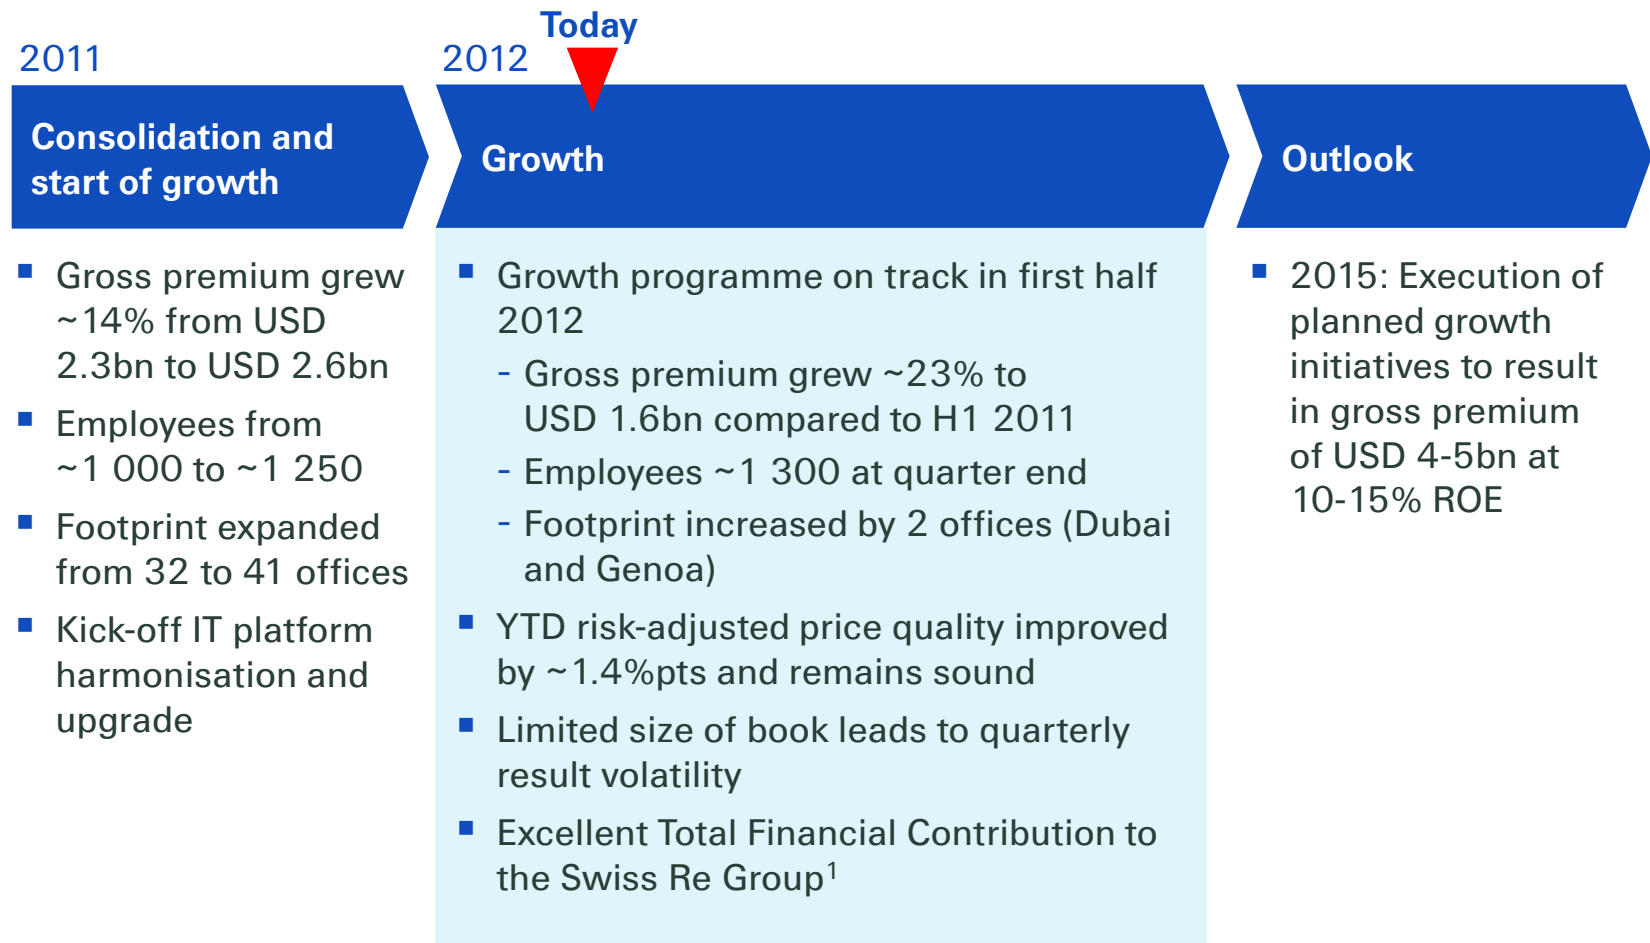 Today
2011
2012
Consolidation and
start of growth
Growth
Outlook
▪ Gross premium grew
~14% from USD
2.3bn to USD 2.6bn
▪ Employees from
~1 000 to ~1 250
▪ Footprint expanded
from 32 to 41 offices
▪ Kick-off IT platform
harmonisation and
upgrade
▪ Growth programme on track in first half
2012
- Gross premium grew ~23% to
USD 1.6bn compared to H1 2011
- Employees ~1 300 at quarter end
- Footprint increased by 2 offices (Dubai
and Genoa)
▪ YTD risk-adjusted price quality improved
by ~1.4%pts and remains sound
▪ Limited size of book leads to quarterly
result volatility
▪ Excellent Total Financial Contribution to
the Swiss Re Group¹
▪ 2015: Execution of
planned growth
initiatives to result
in gross premium
of USD 4-5bn at
10-15% ROE